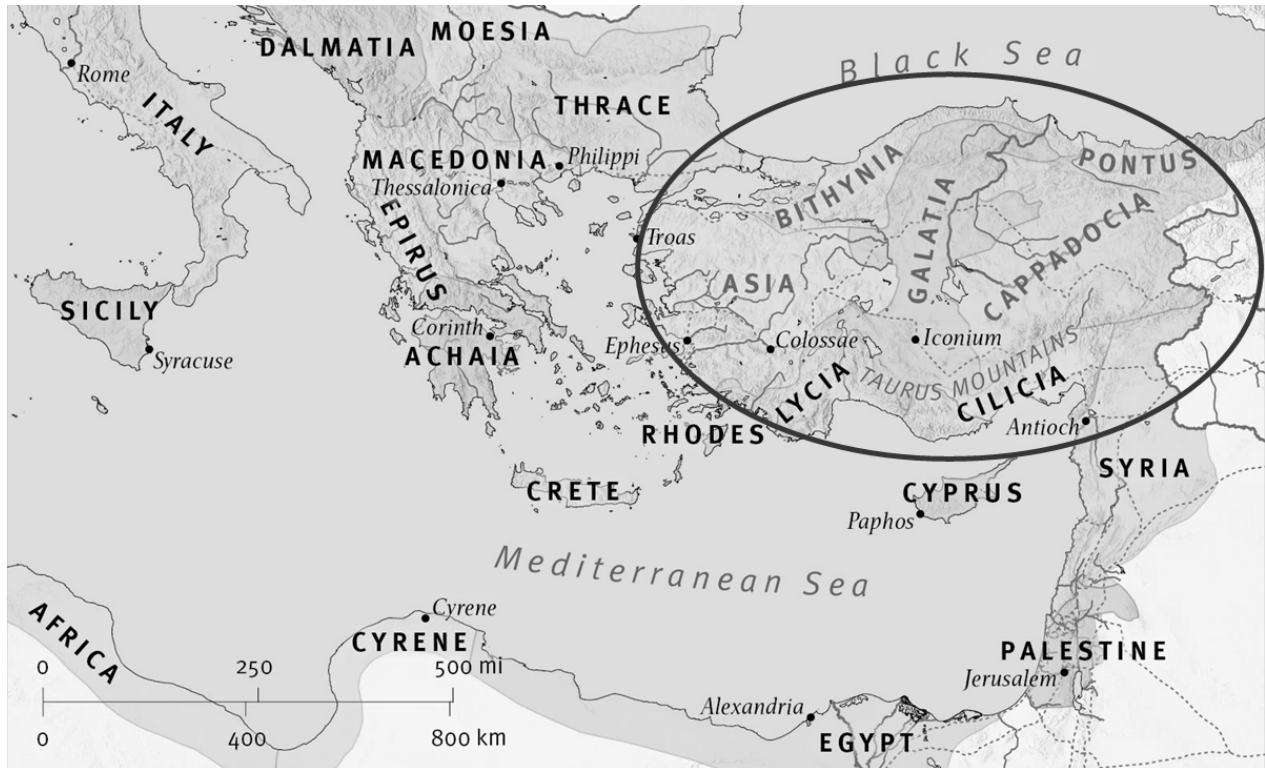 Black Sea
DALMATIA
MOESIA
Rome
ITALY
THRACE
MACEDONIA
Philippi
Thessalonica
EPIRUS
BITHYNIA
PONTUS
GALATIA
CAPPADOCIA
Troas
ASIA
SICILY
Syracuse
Corinth
ACHAIA
Ephesus
Colossae
Iconium
LYCIA
TAURUS MOUNTAINS
CILICIA
Antioch
RHODES
SYRIA
CRETE
CYPRUS
Paphos
Mediterranean Sea
AFRICA
Cyrene
CYRENE
PALESTINE
Jerusalem
0 250 500 mi
0 400 800 km
Alexandria
EGYPT